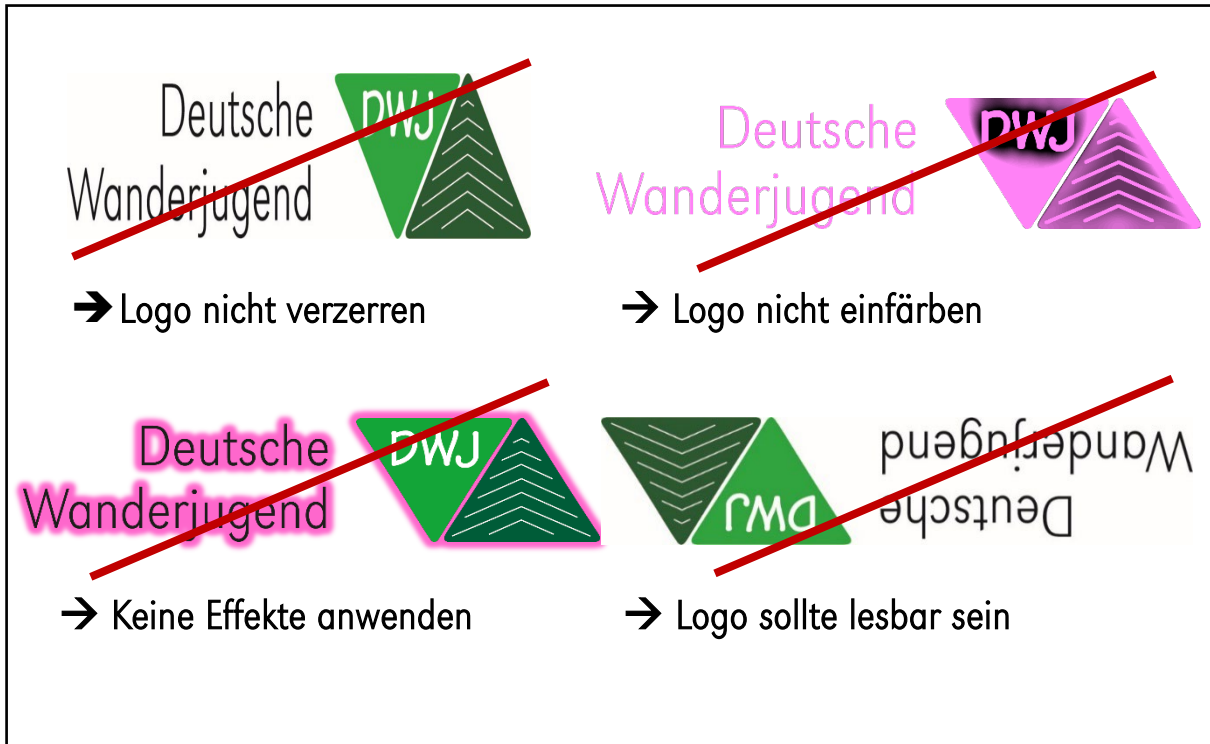 Deutsche
Wanderjugend
DWJ
Deutsche
Wanderjugend
DWJ
➔ Logo nicht verzerren
→ Logo nicht einfärben
Deutsche
Wanderjugend
DWJ
DWJ
Deutsche
Wanderjugend
→ Keine Effekte anwenden
→ Logo sollte lesbar sein